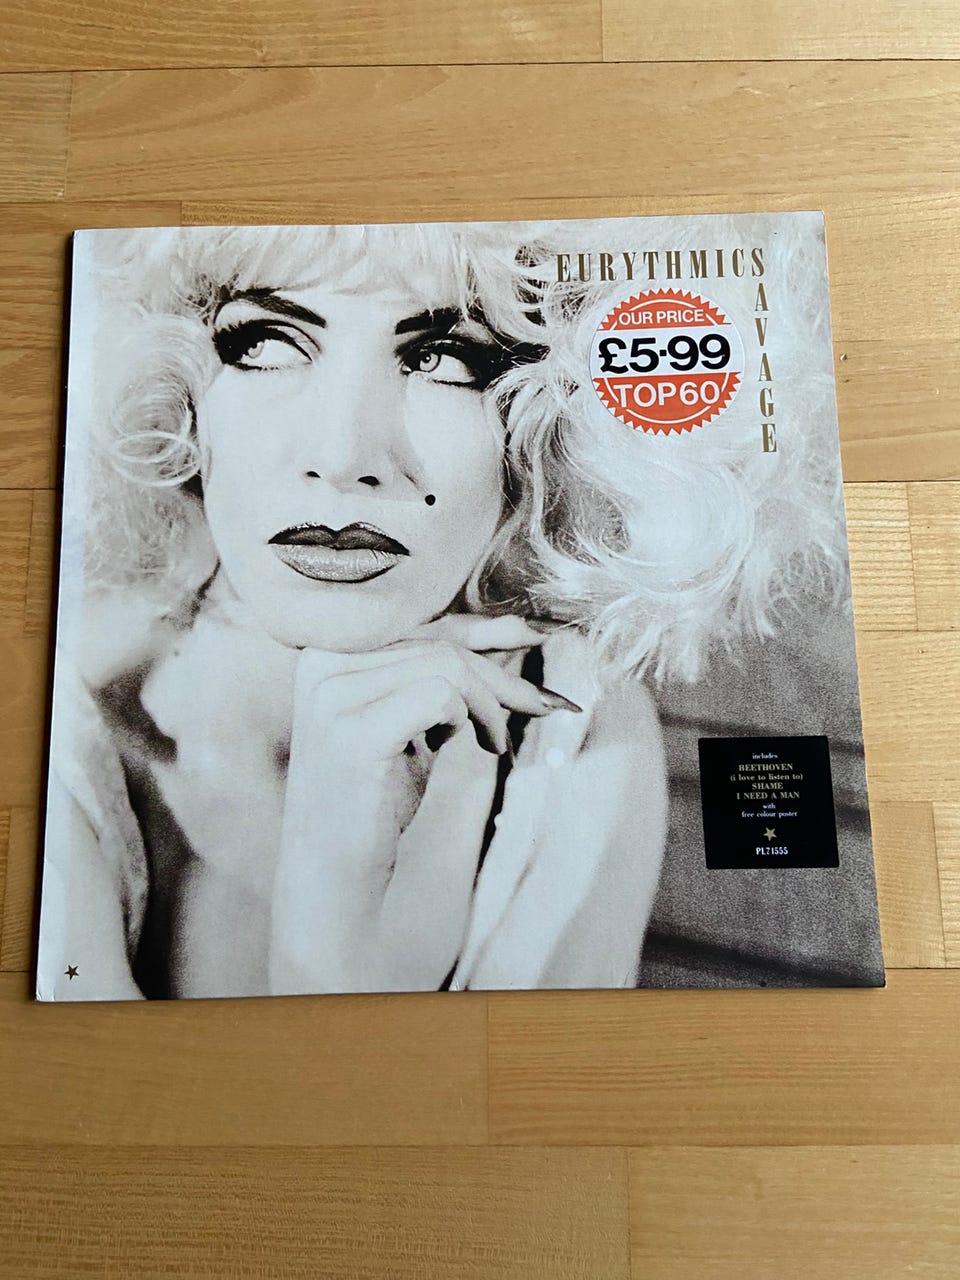 EURYTHMICS
SAVAGE
OUR PRICE
£5·99
TOP 60
includes
BEETHOVEN
(i love to listen to)
SHAME
I NEED A MAN
with
free colour poster
PL71555